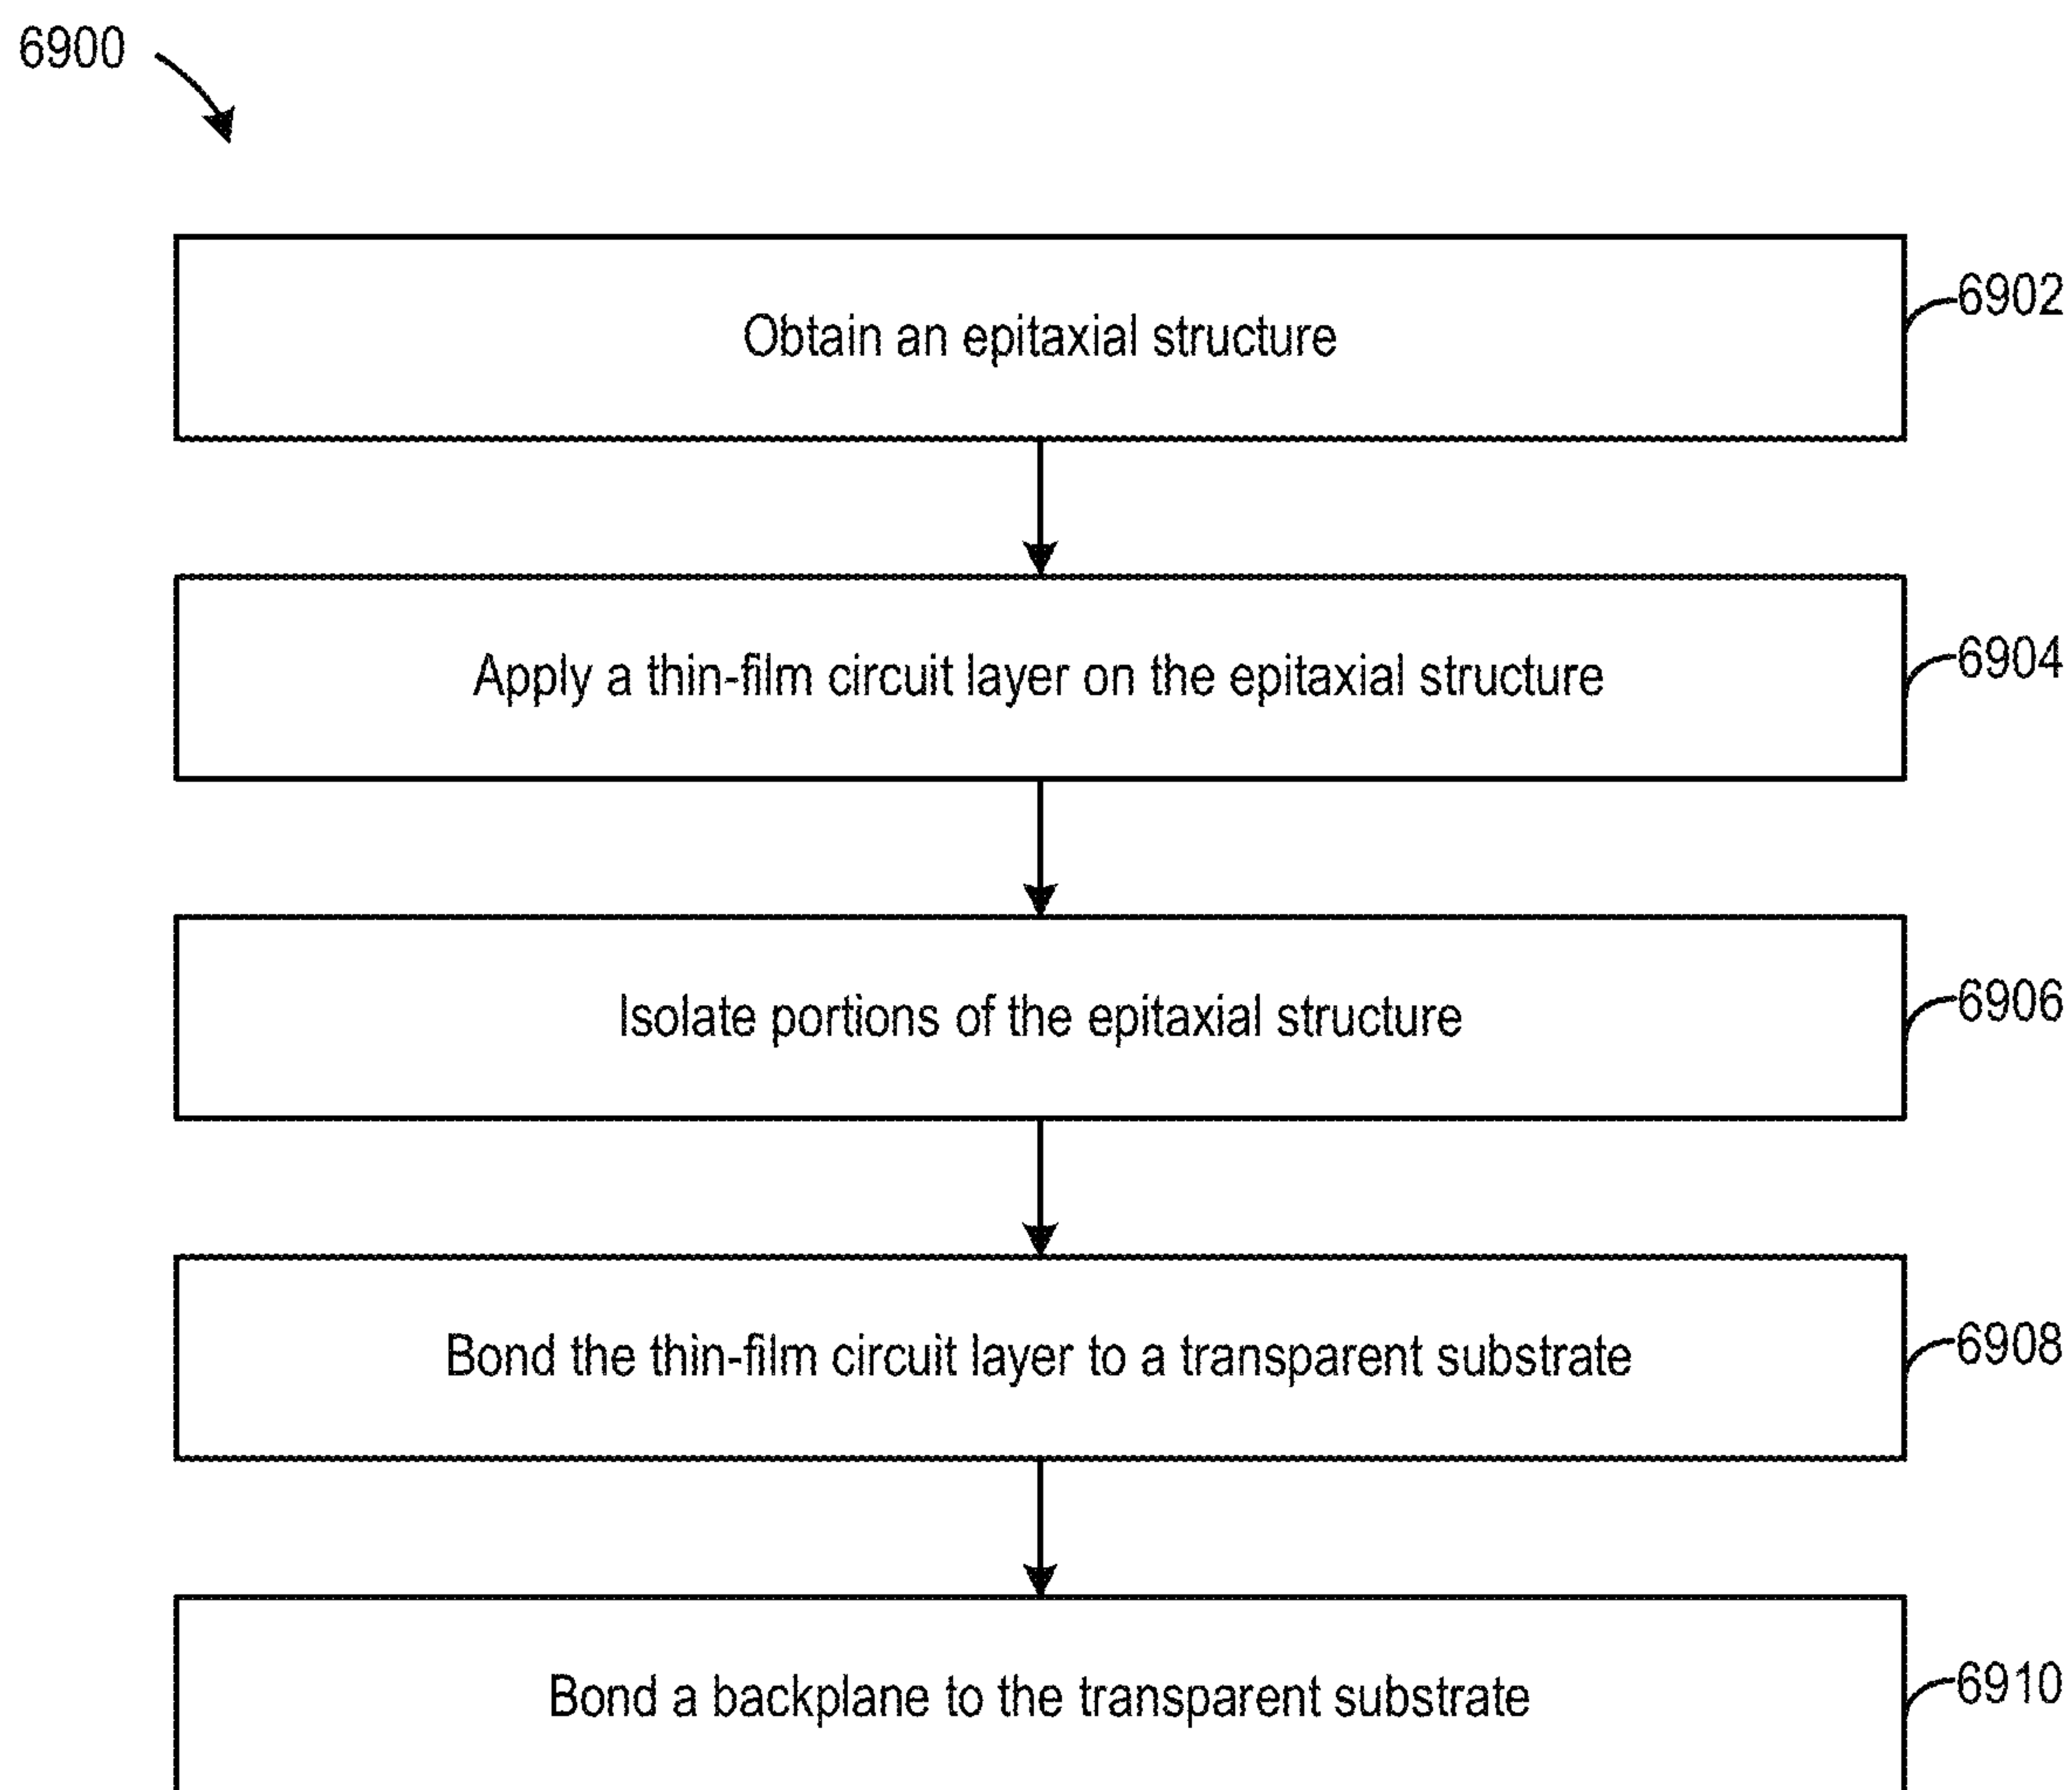 6900
Obtain an epitaxial structure
6902
Apply a thin-film circuit layer on the epitaxial structure
6904
Isolate portions of the epitaxial structure
6906
Bond the thin-film circuit layer to a transparent substrate
6908
Bond a backplane to the transparent substrate
6910